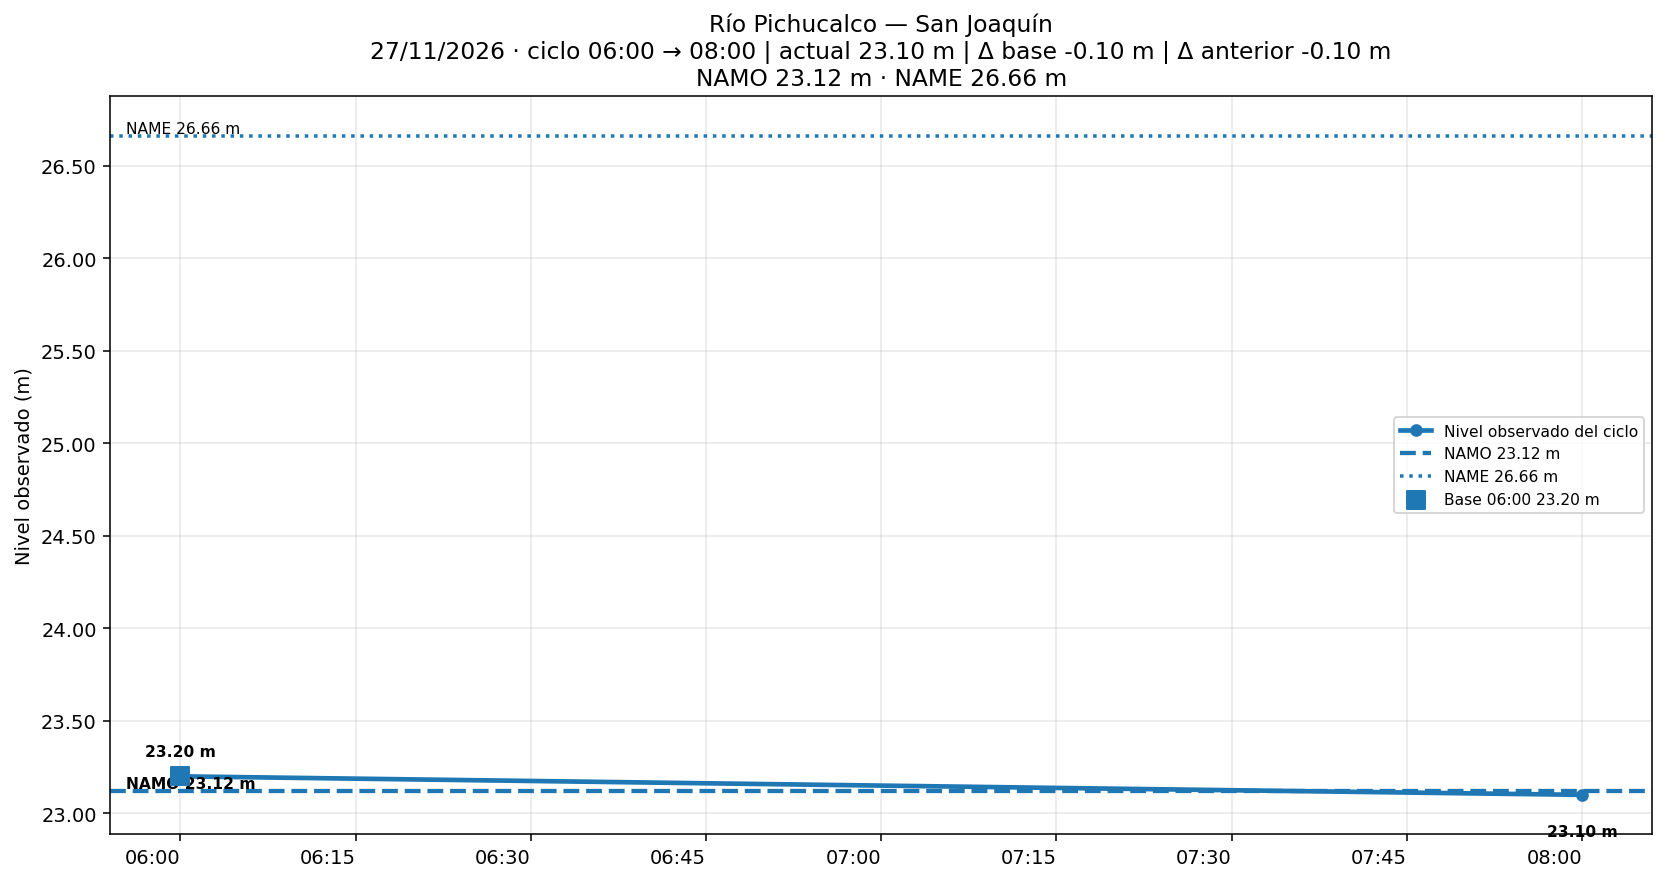 Río Pichucalco — San Joaquín
27/11/2026 · ciclo 06:00 → 08:00 | actual 23.10 m | Δ base -0.10 m | Δ anterior -0.10 m
NAMO 23.12 m · NAME 26.66 m
NAME 26.66 m
26.50
26.00
25.50
25.00
24.50
24.00
23.50
23.00
Nivel observado (m)
Nivel observado del ciclo
NAMO 23.12 m
NAME 26.66 m
Base 06:00 23.20 m
23.20 m
NAMO 23.12 m
23.10 m
06:00 06:15 06:30 06:45 07:00 07:15 07:30 07:45 08:00